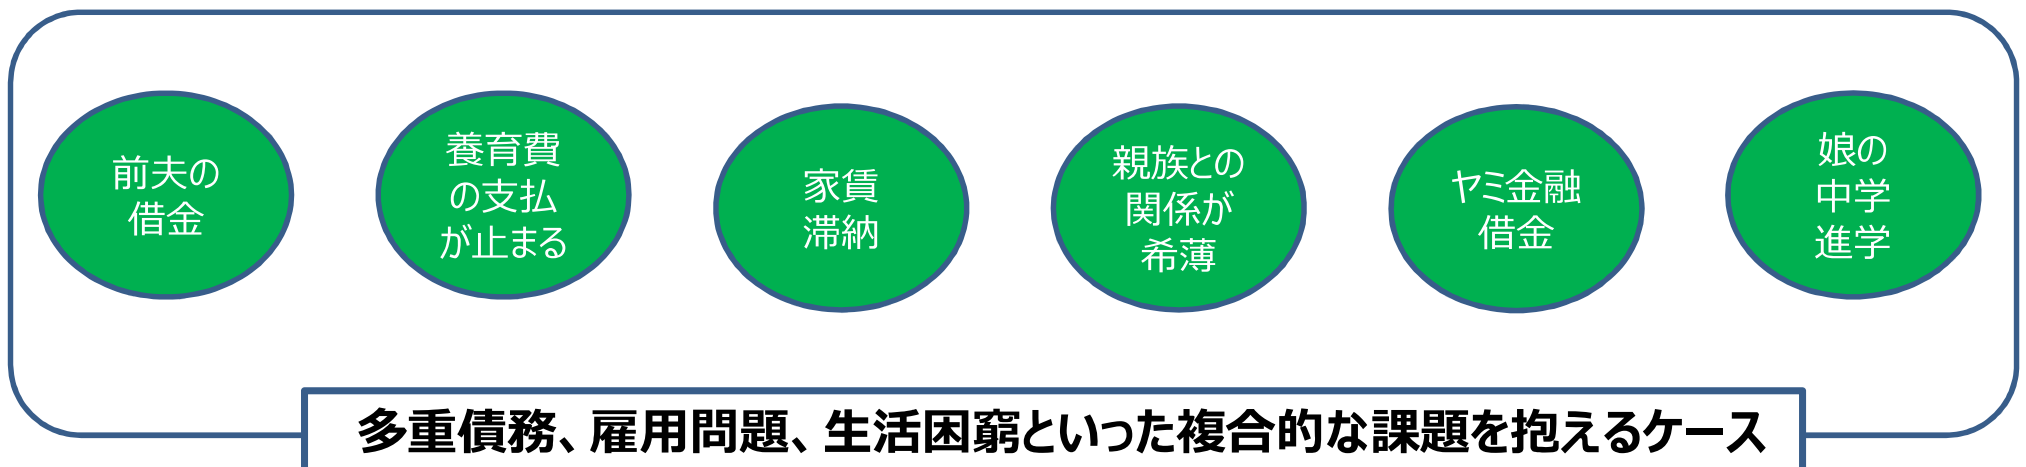 前夫の
借金
養育費
の支払
が止まる
家賃
滞納
親族との
関係が
希薄
ヤミ金融
借金
娘の
中学
進学
多重債務、雇用問題、生活困窮といった複合的な課題を抱えるケース